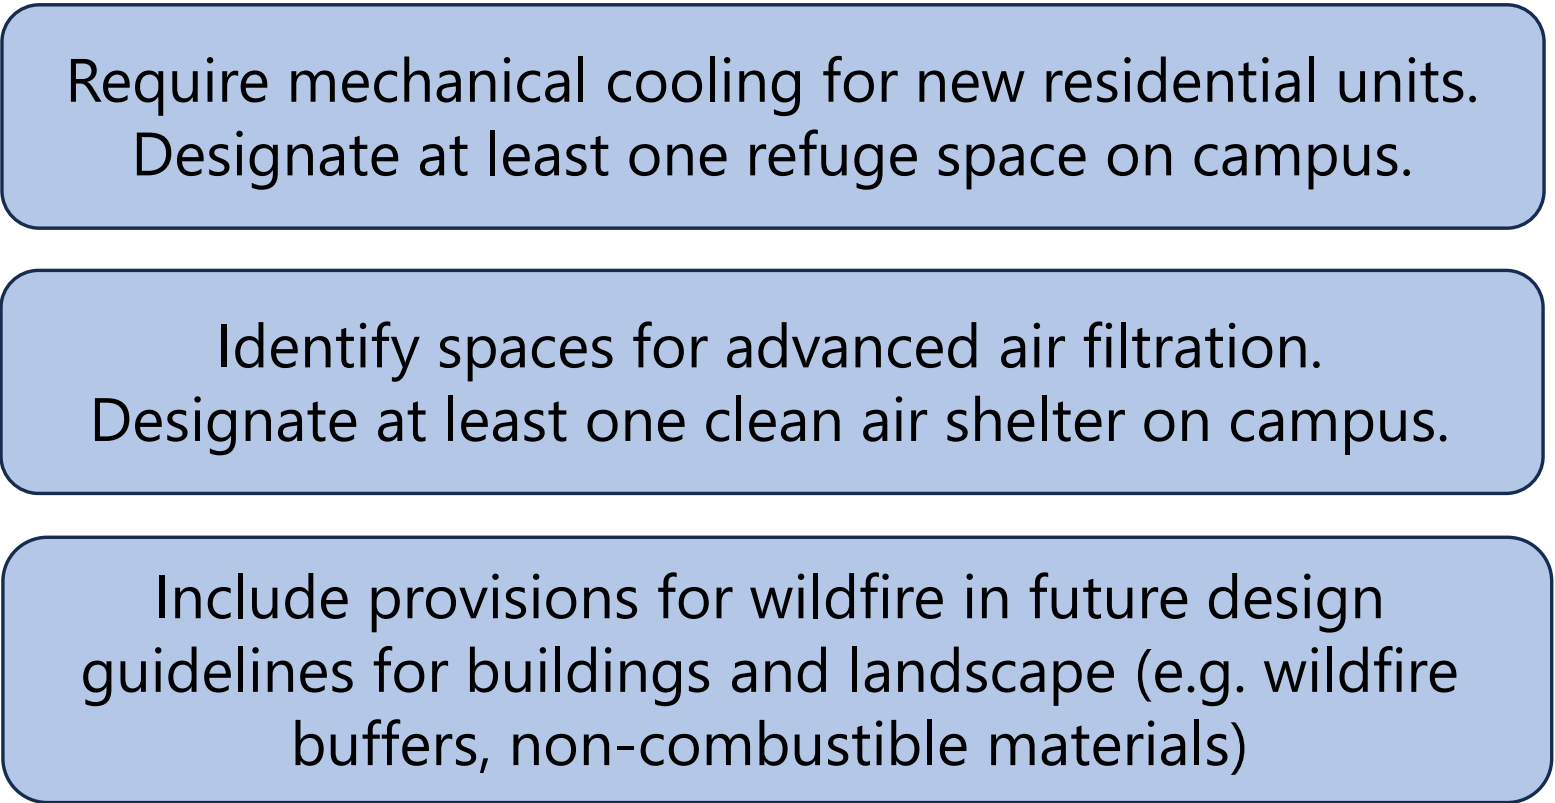 Require mechanical cooling for new residential units.
Designate at least one refuge space on campus.
Identify spaces for advanced air filtration.
Designate at least one clean air shelter on campus.
Include provisions for wildfire in future design
guidelines for buildings and landscape (e.g. wildfire
buffers, non-combustible materials)